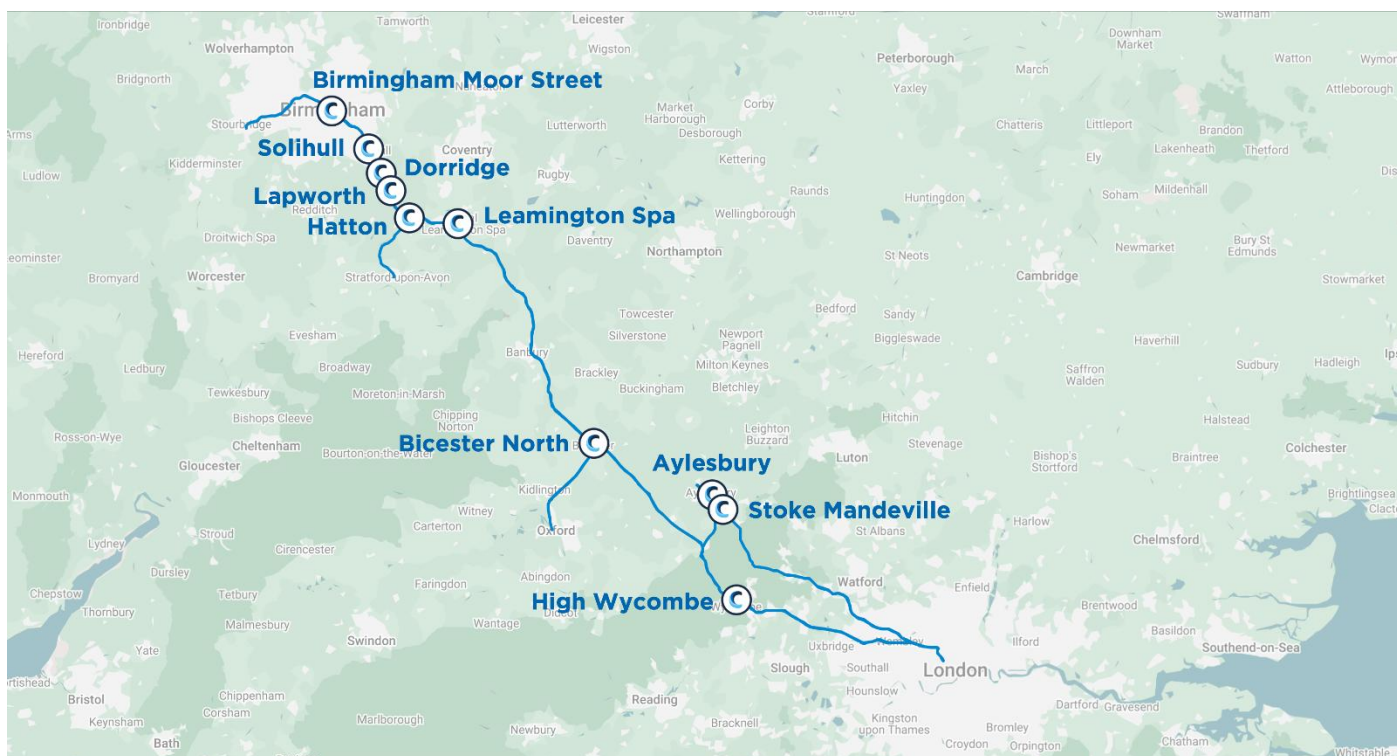 Ironbridge
Tamworth
Leicester
Stamford
Swaffham
Wolverhampton
Wigston
Peterborough
Downham
Market
Watton
Bridgnorth
Birmingham Moor Street
March
Yaxley
Attleborough
Market
Harborough
Corby
Stourbridge
Lutterworth
Desborough
Chatteris
Littleport
Brandon
Solihull
Coventry
Kettering
Ely
Lakenheath
Thetford
Kidderminster
Dorridge
Rugby
Ludlow
Lapworth
Raunds
Huntingdon
Soham
Mildenhall
Redditch
Hatton
Leamington Spa
Wellingborough
Droitwich Spa
Daventry
Northampton
St Neots
Newmarket
Bury St
Edmunds
Bromyard
Worcester
Stratford-upon-Avon
Cambridge
Stowmarket
Towcester
Bedford
Sandy
Evesham
Silverstone
Newport
Pagnell
Biggleswade
Haverhill
Hereford
Ledbury
Broadway
Banbury
Brackley
Milton Keynes
Saffron
Walden
Sudbury
Hadleigh
Tewkesbury
Moreton-in-Marsh
Buckingham
Bletchley
Bishops Cleeve
Chipping
Norton
Hitchin
Halstead
Ross-on-Wye
Cheltenham
Bicester North
Leighton
Buzzard
Stevenage
Colchester
Gloucester
Bourton-on-the-Water
Aylesbury
Luton
Bishop's
Stortford
Braintree
Monmouth
Kidlington
Brightlingsea
Witney
Stoke Mandeville
Stroud
Carterton
Oxford
St Albans
Harlow
Chelmsford
Lydney
Cirencester
Dursley
Abingdon
Chepstow
Tetbury
Faringdon
Didcot
High Wycombe
Watford
Enfield
Brentwood
Thornbury
Malmesbury
Wantage
Swindon
Basildon
Yate
Uxbridge
Wembley
Ilford
Southend-on-Sea
Slough
Southall
London
Bristol
Chippenham
Reading
Hounslow
Dartford
Gravesend
Keynsham
Corsham
Marlborough
Bracknell
Kingston
upon Thames
Bromley
Bath
Newbury
Croydon
Orpington
Chatham
Whitstable